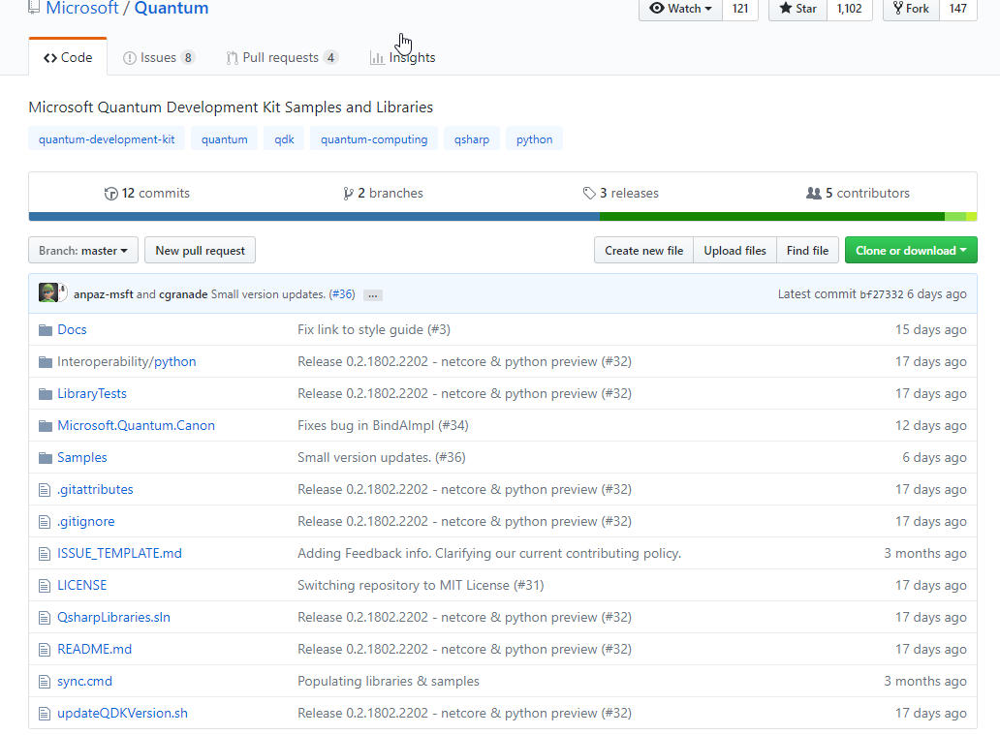 Microsoft / Quantum
Watch 121 Star 1,102 Fork 147
Code Issues 8 Pull requests 4 Insights
Microsoft Quantum Development Kit Samples and Libraries
quantum-development-kit quantum qdk quantum-computing qsharp python
12 commits 2 branches 3 releases 5 contributors
Branch: master New pull request Create new file Upload files Find file Clone or download
anpaz-msft and cgranade Small version updates. (#36) ... Latest commit bf27332 6 days ago
Docs Fix link to style guide (#3) 15 days ago
Interoperability/python Release 0.2.1802.2202 - netcore & python preview (#32) 17 days ago
LibraryTests Release 0.2.1802.2202 - netcore & python preview (#32) 17 days ago
Microsoft.Quantum.Canon Fixes bug in BindAImpl (#34) 12 days ago
Samples Small version updates. (#36) 6 days ago
.gitattributes Release 0.2.1802.2202 - netcore & python preview (#32) 17 days ago
.gitignore Release 0.2.1802.2202 - netcore & python preview (#32) 17 days ago
ISSUE_TEMPLATE.md Adding Feedback info. Clarifying our current contributing policy. 3 months ago
LICENSE Switching repository to MIT License (#31) 17 days ago
QsharpLibraries.sln Release 0.2.1802.2202 - netcore & python preview (#32) 17 days ago
README.md Release 0.2.1802.2202 - netcore & python preview (#32) 17 days ago
sync.cmd Populating libraries & samples 3 months ago
updateQDKVersion.sh Release 0.2.1802.2202 - netcore & python preview (#32) 17 days ago